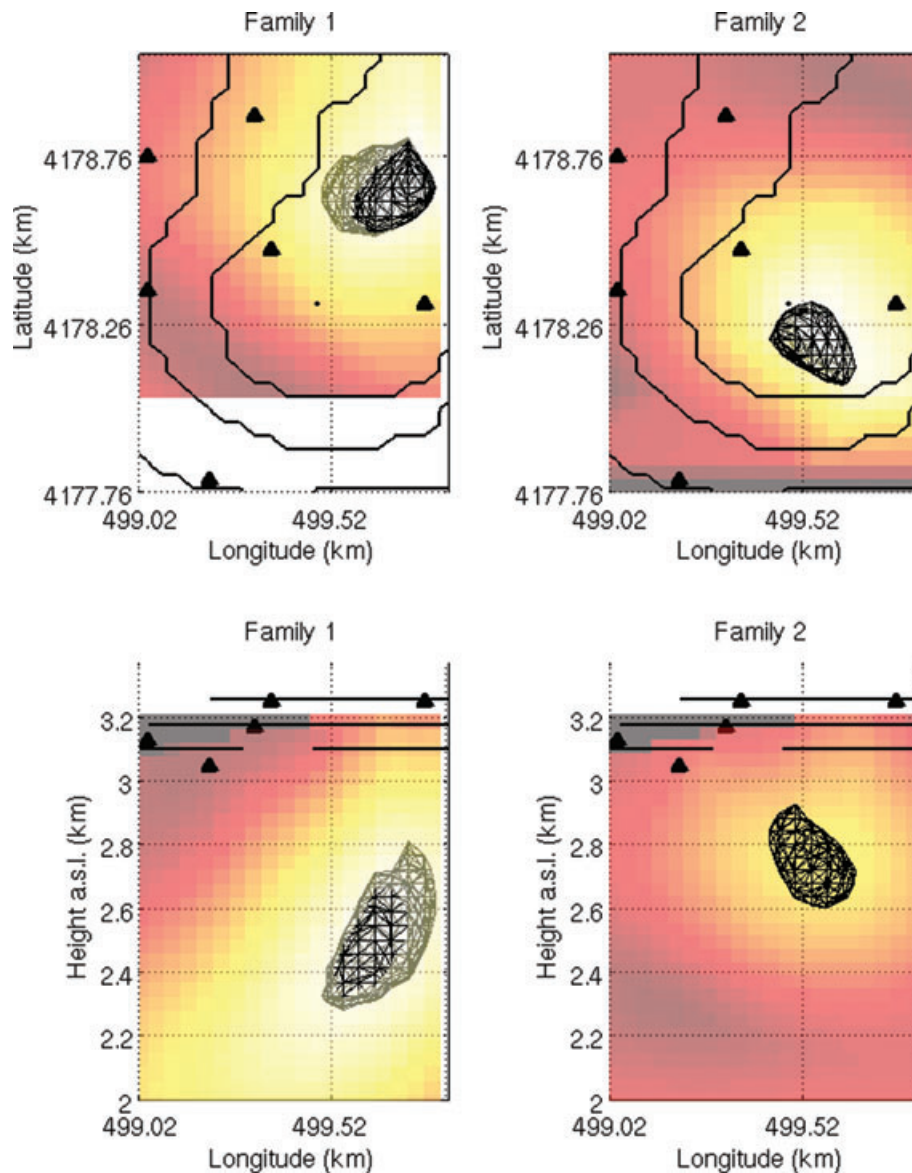 Family 1
Family 2
4178.76
4178.26
4177.76
Latitude (km)
499.02
499.52
Longitude (km)
4178.76
4178.26
4177.76
Latitude (km)
499.02
499.52
Longitude (km)
Family 1
Family 2
3.2
3
2.8
2.6
2.4
2.2
2
Height a.s.l. (km)
499.02
499.52
Longitude (km)
3.2
3
2.8
2.6
2.4
2.2
2
Height a.s.l. (km)
499.02
499.52
Longitude (km)